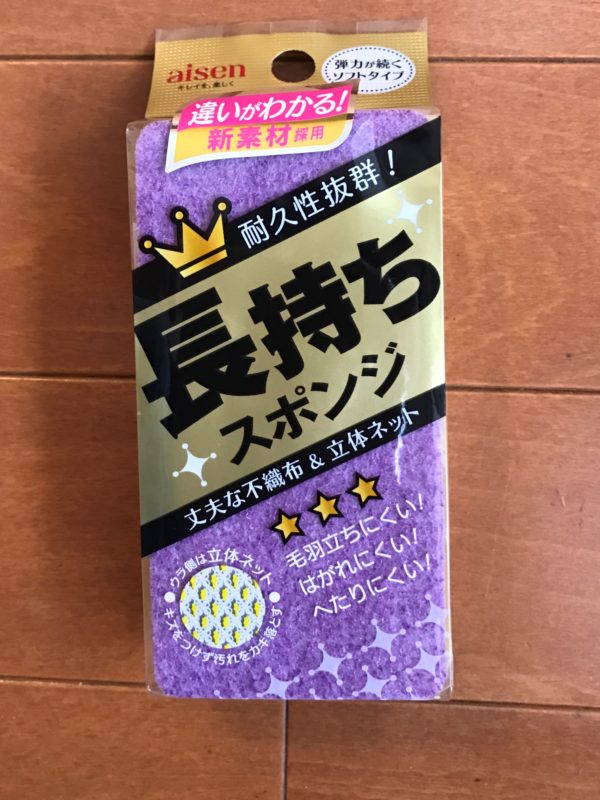 aisen
キレイを、楽しく
弾力が続く
ソフトタイプ
違いがわかる!
新素材採用
耐久性抜群!
長持ち
スポンジ
丈夫な不織布&立体ネット
毛羽立ちにくい!
はがれにくい!
へたりにくい!
ウラ側は立体ネット
キズをつけず汚れをカキ落とす